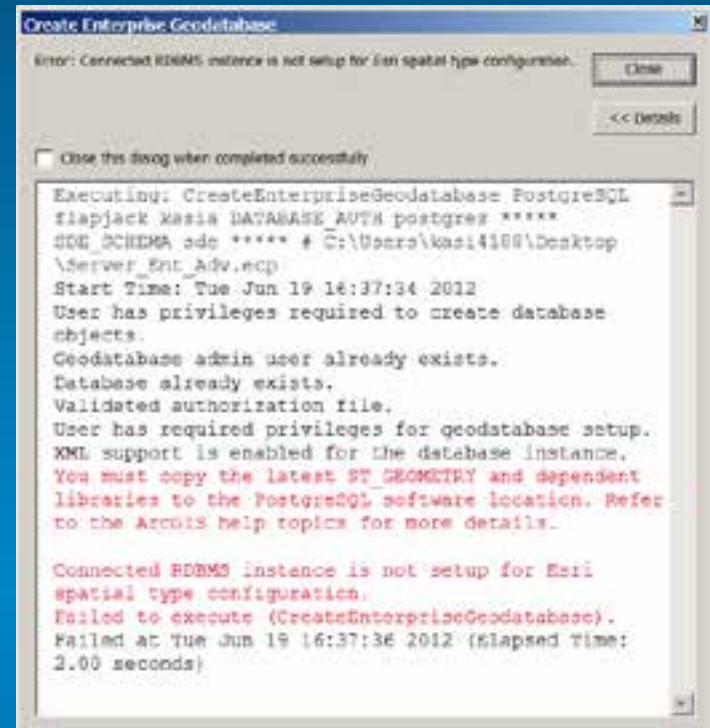 Create Enterprise Geodatabase
Error: Connected RDBMS instance is not setup for Esri spatial type configuration.
Close
<< Details
Close this dialog when completed successfully
Executing: CreateEnterpriseGeodatabase PostgreSQL
flapjack kasia DATABASE_AUTH postgres *****
SDE_SCHEMA sde ***** # C:\Users\kasi4188\Desktop
\Server_Ent_Adv.ecp
Start Time: Tue Jun 19 16:37:34 2012
User has privileges required to create database
objects.
Geodatabase admin user already exists.
Database already exists.
Validated authorization file.
User has required privileges for geodatabase setup.
XML support is enabled for the database instance.
You must copy the latest ST_GEOMETRY and dependent
libraries to the PostgreSQL software location. Refer
to the ArcGIS help topics for more details.
Connected RDBMS instance is not setup for Esri
spatial type configuration.
Failed to execute (CreateEnterpriseGeodatabase).
Failed at Tue Jun 19 16:37:36 2012 (Elapsed Time:
2.00 seconds)